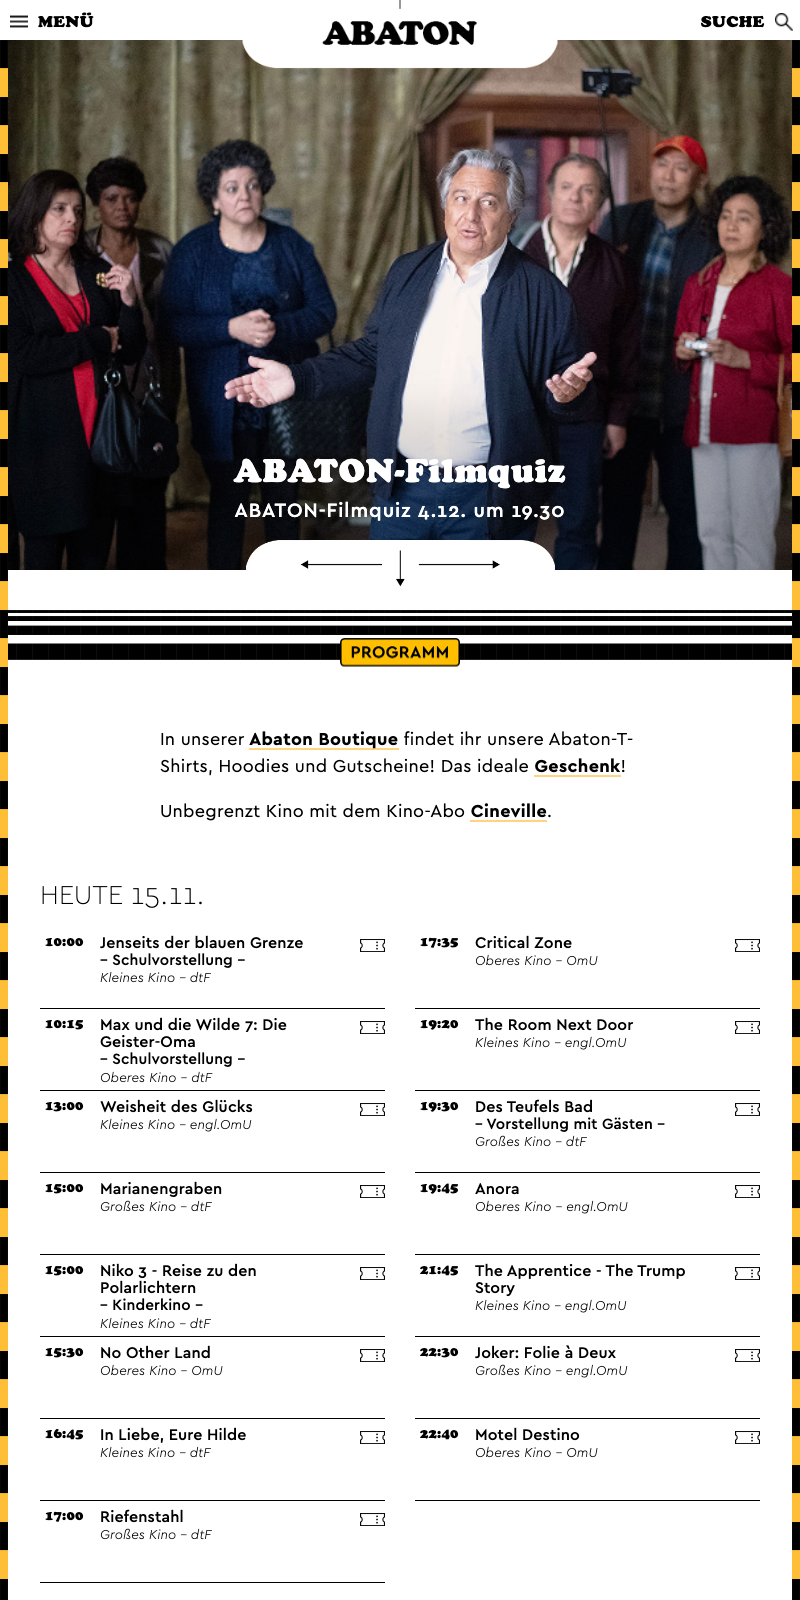 MENÜ
ABATON
SUCHE
ABATON-Filmquiz
ABATON-Filmquiz 4.12. um 19.30
PROGRAMM
In unserer Abaton Boutique findet ihr unsere Abaton-T-
Shirts, Hoodies und Gutscheine! Das ideale Geschenk!
Unbegrenzt Kino mit dem Kino-Abo Cineville.
HEUTE 15.11.
10:00 Jenseits der blauen Grenze
– Schulvorstellung –
Kleines Kino – dtF
10:15 Max und die Wilde 7: Die
Geister-Oma
– Schulvorstellung –
Oberes Kino – dtF
13:00 Weisheit des Glücks
Kleines Kino – engl.OmU
15:00 Marianengraben
Großes Kino – dtF
15:00 Niko 3 - Reise zu den
Polarlichtern
– Kinderkino –
Kleines Kino – dtF
15:30 No Other Land
Oberes Kino – OmU
16:45 In Liebe, Eure Hilde
Kleines Kino – dtF
17:00 Riefenstahl
Großes Kino – dtF
17:35 Critical Zone
Oberes Kino – OmU
19:20 The Room Next Door
Kleines Kino – engl.OmU
19:30 Des Teufels Bad
– Vorstellung mit Gästen –
Großes Kino – dtF
19:45 Anora
Oberes Kino – engl.OmU
21:45 The Apprentice - The Trump
Story
Kleines Kino – engl.OmU
22:30 Joker: Folie à Deux
Großes Kino – engl.OmU
22:40 Motel Destino
Oberes Kino – OmU